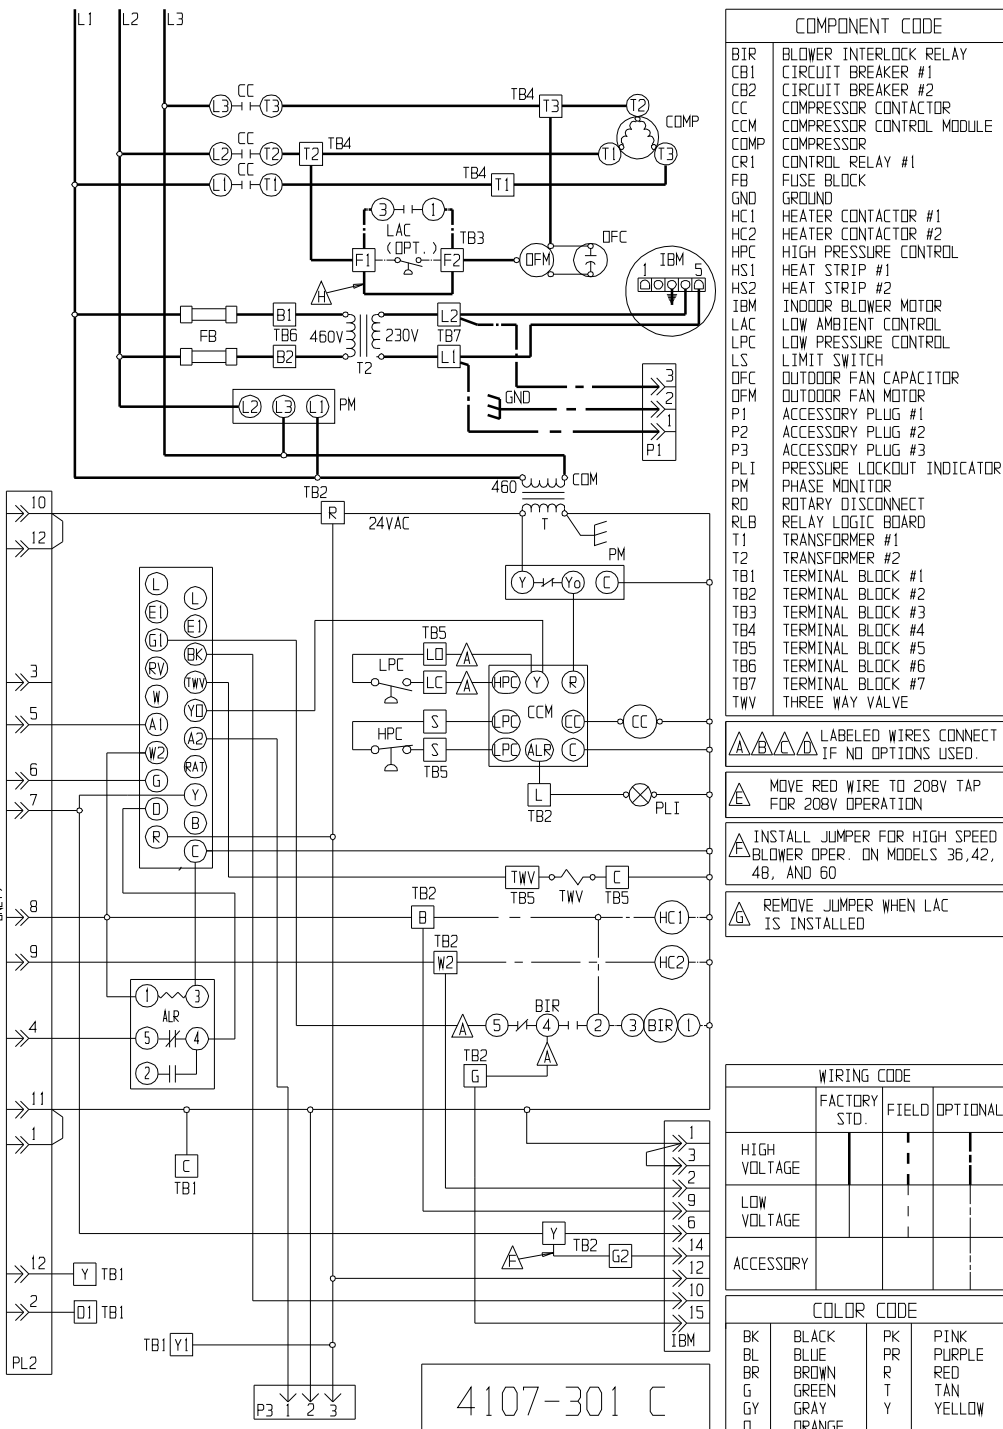 L1 L2 L3
L3 CC T3 TB4 T3 T2
COMP
L2 CC T2 T2 TB4 T1 T3
L1 CC T1 TB4 T1
3 1
LAC
(OPT.)
TB3
F1 F2 OFM OFC
H
1 IBM 5
FB B1 TB6 460V 230V L2 TB7
B2 T2 L1
GND
3
2
1
P1
L2 L3 L1 PM
460 COM
TB2
R 24VAC T
PM
Y Yo C
10
12
3
5
6
7
8
9
4
11
1
12
2
PL2
L
E1
G1
RV
W
A1
W2
G
O
R
L
E1
BK
TWV
YO
A2
RAT
Y
B
C
TB5
LO A
LPC
LC A
HPC Y R
CCM
S LPC CC CC
HPC
S LPC ALR C
TB5
L
TB2
PLI
TWV TWV C
TB5 TB5
TB2
B HC1
TB2
W2 HC2
1 3
ALR
5 4
2
BIR
A 5 4 2 3 BIR 1
A
TB2
G
C
TB1
1
3
2
9
6
14
12
10
15
IBM
Y TB2
F G2
Y TB1
O1 TB1
TB1 Y1
P3 1 2 3
4107-301 C
COMPONENT CODE
BIR BLOWER INTERLOCK RELAY
CB1 CIRCUIT BREAKER #1
CB2 CIRCUIT BREAKER #2
CC COMPRESSOR CONTACTOR
CCM COMPRESSOR CONTROL MODULE
COMP COMPRESSOR
CR1 CONTROL RELAY #1
FB FUSE BLOCK
GND GROUND
HC1 HEATER CONTACTOR #1
HC2 HEATER CONTACTOR #2
HPC HIGH PRESSURE CONTROL
HS1 HEAT STRIP #1
HS2 HEAT STRIP #2
IBM INDOOR BLOWER MOTOR
LAC LOW AMBIENT CONTROL
LPC LOW PRESSURE CONTROL
LS LIMIT SWITCH
OFC OUTDOOR FAN CAPACITOR
OFM OUTDOOR FAN MOTOR
P1 ACCESSORY PLUG #1
P2 ACCESSORY PLUG #2
P3 ACCESSORY PLUG #3
PLI PRESSURE LOCKOUT INDICATOR
PM PHASE MONITOR
RO ROTARY DISCONNECT
RLB RELAY LOGIC BOARD
T1 TRANSFORMER #1
T2 TRANSFORMER #2
TB1 TERMINAL BLOCK #1
TB2 TERMINAL BLOCK #2
TB3 TERMINAL BLOCK #3
TB4 TERMINAL BLOCK #4
TB5 TERMINAL BLOCK #5
TB6 TERMINAL BLOCK #6
TB7 TERMINAL BLOCK #7
TWV THREE WAY VALVE
A B C D LABELED WIRES CONNECT
IF NO OPTIONS USED.
E MOVE RED WIRE TO 208V TAP
FOR 208V OPERATION
F INSTALL JUMPER FOR HIGH SPEED
BLOWER OPER. ON MODELS 36,42,
48, AND 60
G REMOVE JUMPER WHEN LAC
IS INSTALLED
WIRING CODE
FACTORY STD. FIELD OPTIONAL
HIGH
VOLTAGE
LOW
VOLTAGE
ACCESSORY
COLOR CODE
BK BLACK PK PINK
BL BLUE PR PURPLE
BR BROWN R RED
G GREEN T TAN
GY GRAY Y YELLOW
O ORANGE